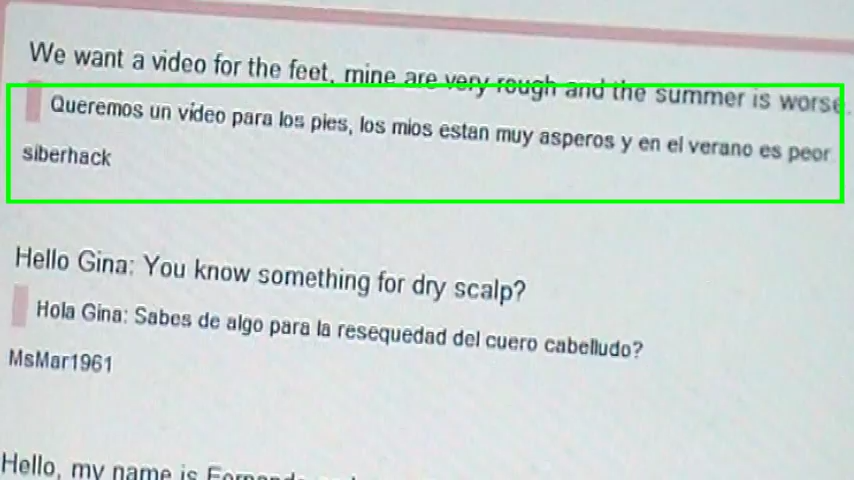 We want a video for the feet, mine are very rough and the summer is worse.
Queremos un video para los pies, los mios estan muy asperos y en el verano es peor
siberhack
Hello Gina: You know something for dry scalp?
Hola Gina: Sabes de algo para la resequedad del cuero cabelludo?
MsMar1961
Hello, my name is